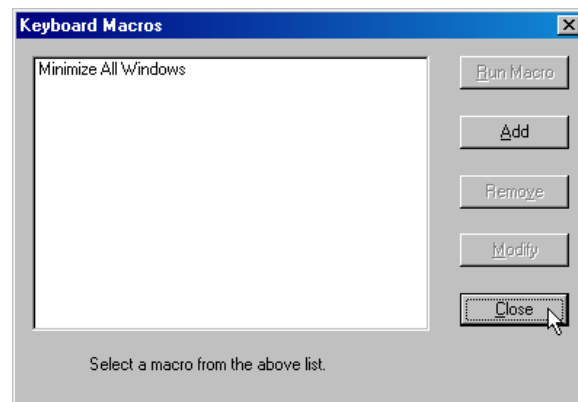 Keyboard Macros
Minimize All Windows
Run Macro
Add
Remove
Modify
Close
Select a macro from the above list.